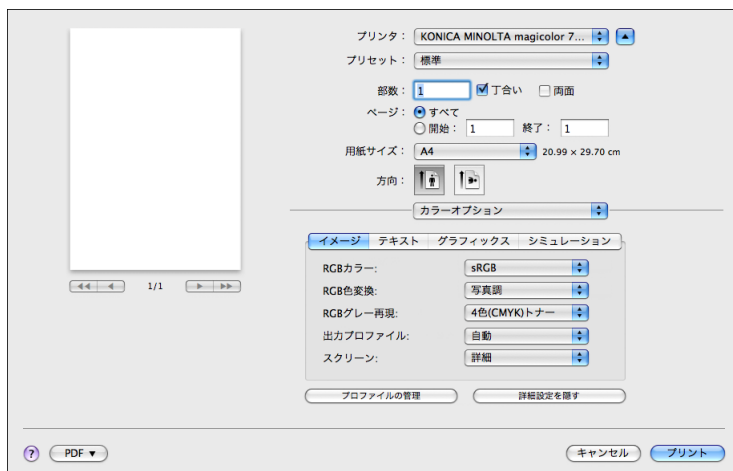 プリンタ： KONICA MINOLTA magicolor 7...
プリセット： 標準
部数： 1 丁合い 両面
ページ： すべて
開始： 1 終了： 1
用紙サイズ： A4 20.99 × 29.70 cm
方向：
カラーオプション
イメージ テキスト グラフィックス シミュレーション
RGBカラー: sRGB
RGB色変換: 写真調
RGBグレー再現: 4色(CMYK)トナー
出力プロファイル: 自動
スクリーン: 詳細
1/1
プロファイルの管理 詳細設定を隠す
? PDF ▼ キャンセル プリント